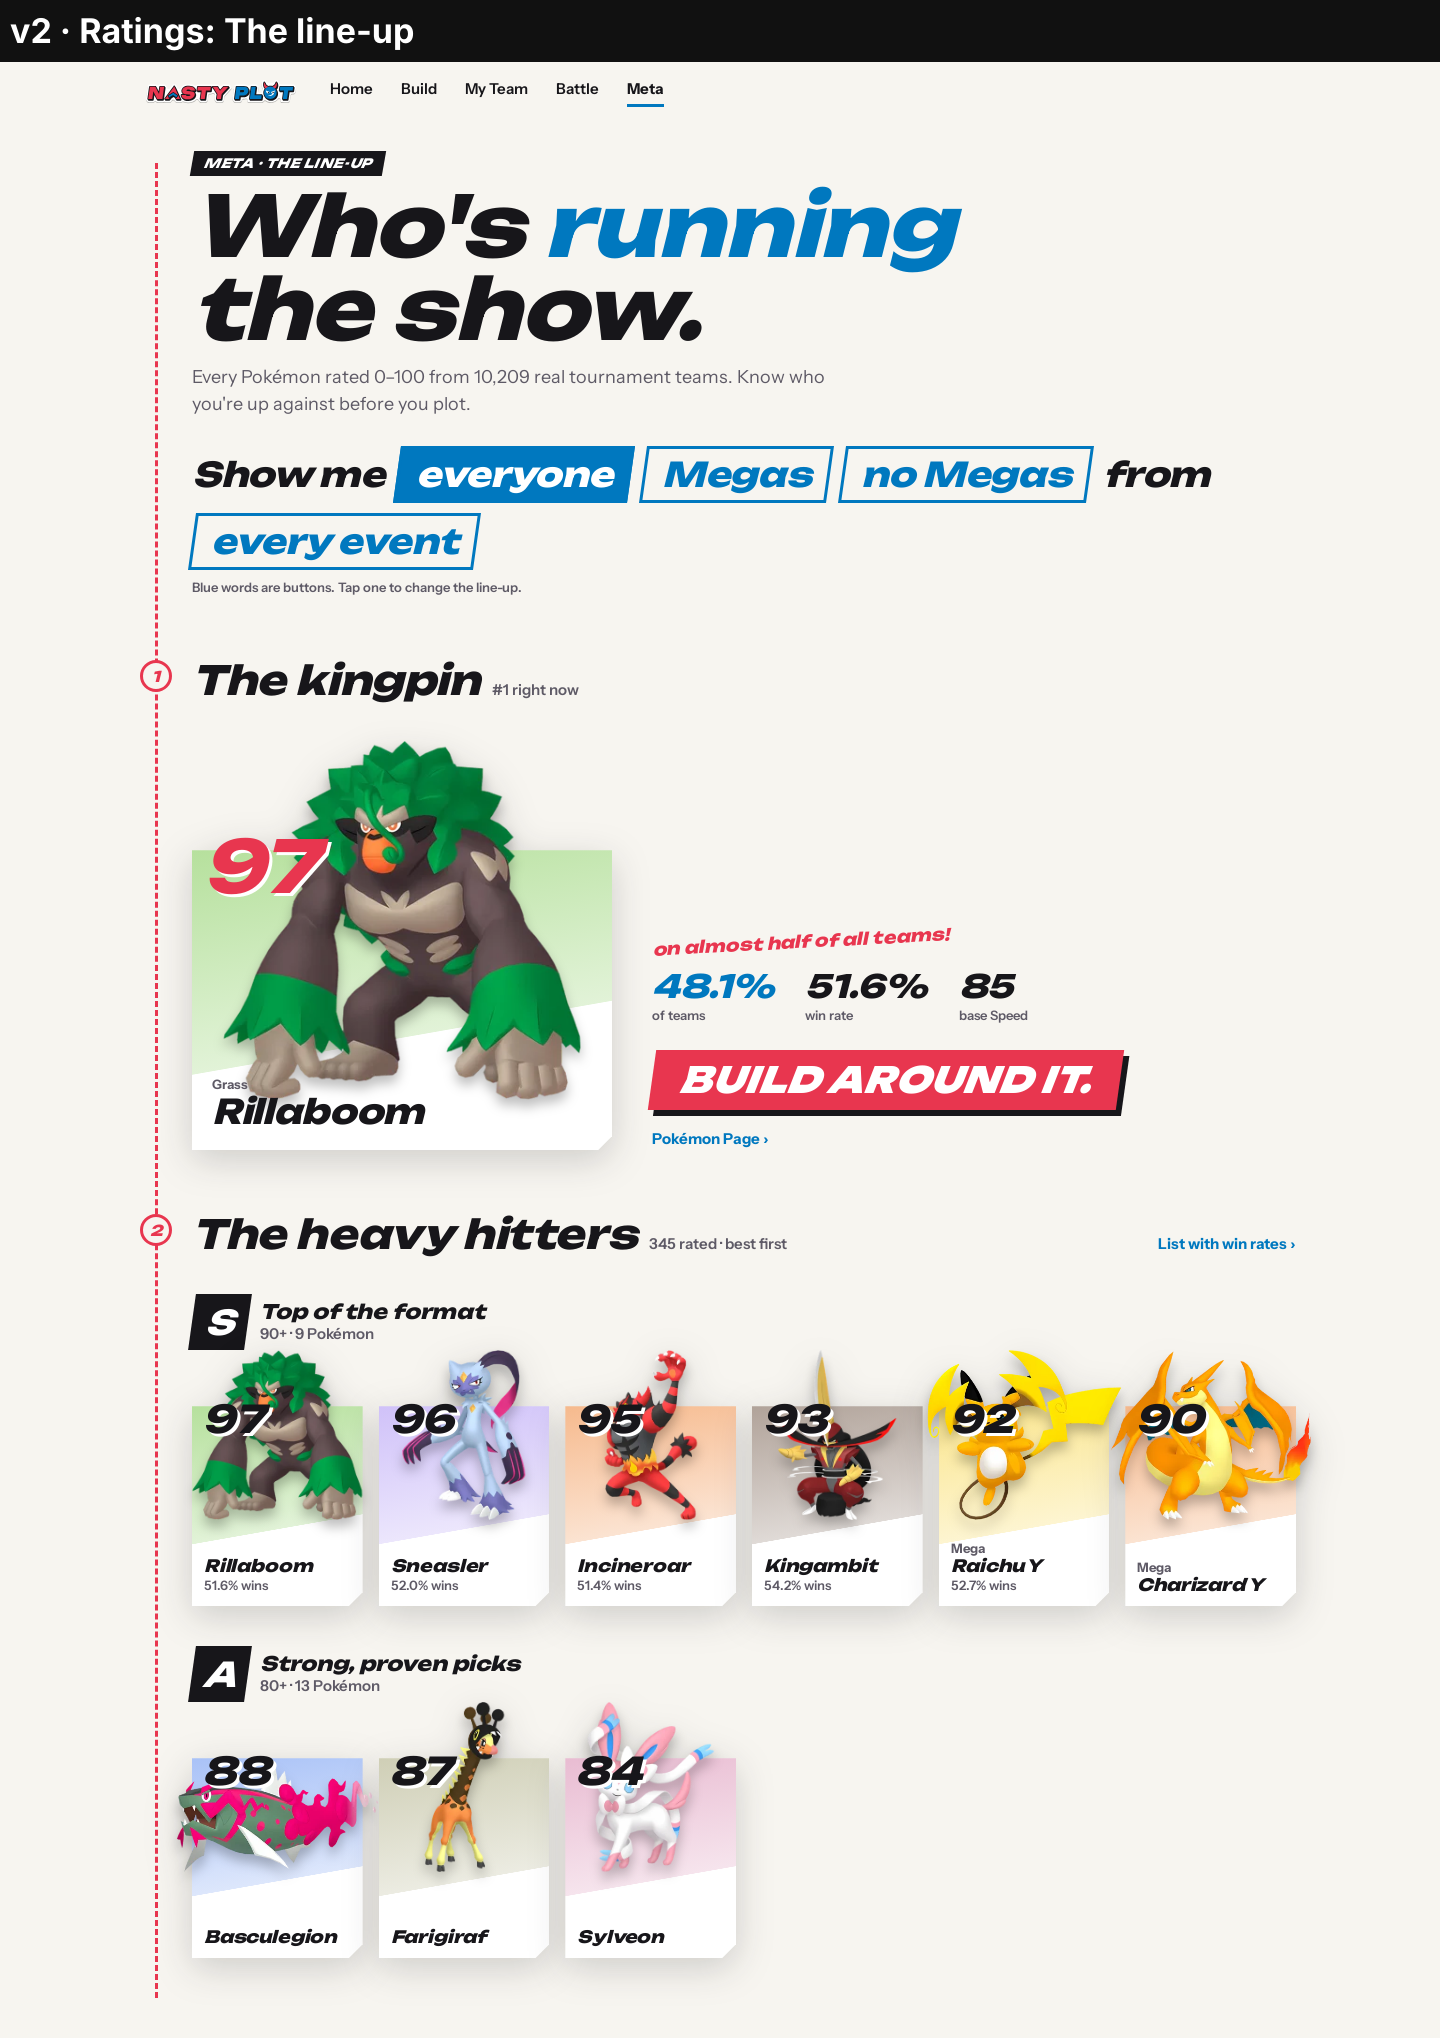 v2 · Ratings: The line-up
NASTY PLOT
Home
Build
My Team
Battle
Meta
META · THE LINE-UP
Who's running
the show.
Every Pokémon rated 0–100 from 10,209 real tournament teams. Know who
you're up against before you plot.
Show me everyone Megas no Megas from
every event
Blue words are buttons. Tap one to change the line-up.
1
The kingpin #1 right now
97
Grass
Rillaboom
on almost half of all teams!
48.1% 51.6% 85
of teams win rate base Speed
BUILD AROUND IT.
Pokémon Page ›
2
The heavy hitters 345 rated · best first
List with win rates ›
S
Top of the format
90+ · 9 Pokémon
97
Rillaboom
51.6% wins
96
Sneasler
52.0% wins
95
Incineroar
51.4% wins
93
Kingambit
54.2% wins
92
Mega
Raichu Y
52.7% wins
90
Mega
Charizard Y
A
Strong, proven picks
80+ · 13 Pokémon
88
Basculegion
87
Farigiraf
84
Sylveon